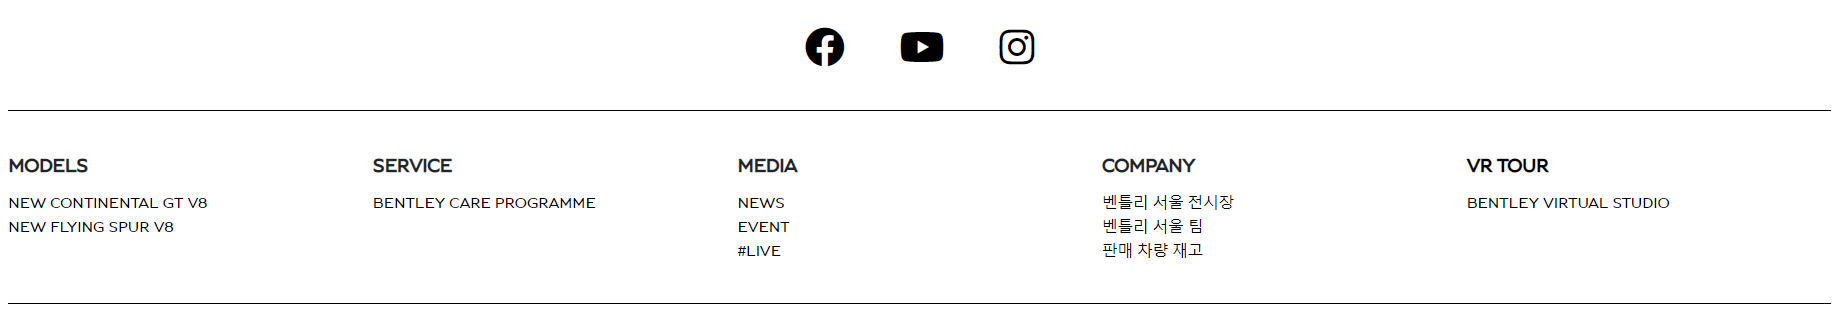 MODELS
NEW CONTINENTAL GT V8
NEW FLYING SPUR V8
SERVICE
BENTLEY CARE PROGRAMME
MEDIA
NEWS
EVENT
#LIVE
COMPANY
벤틀리 서울 전시장
벤틀리 서울 팀
판매 차량 재고
VR TOUR
BENTLEY VIRTUAL STUDIO